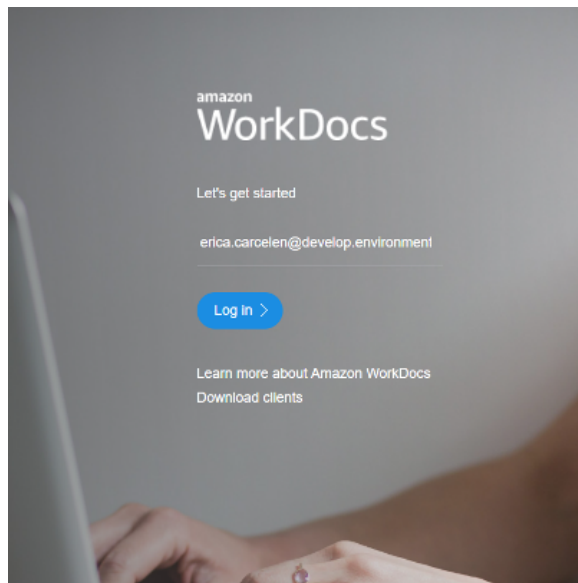 amazon
WorkDocs
Let's get started
erica.carcelen@develop.environment
Log in
Learn more about Amazon WorkDocs
Download clients